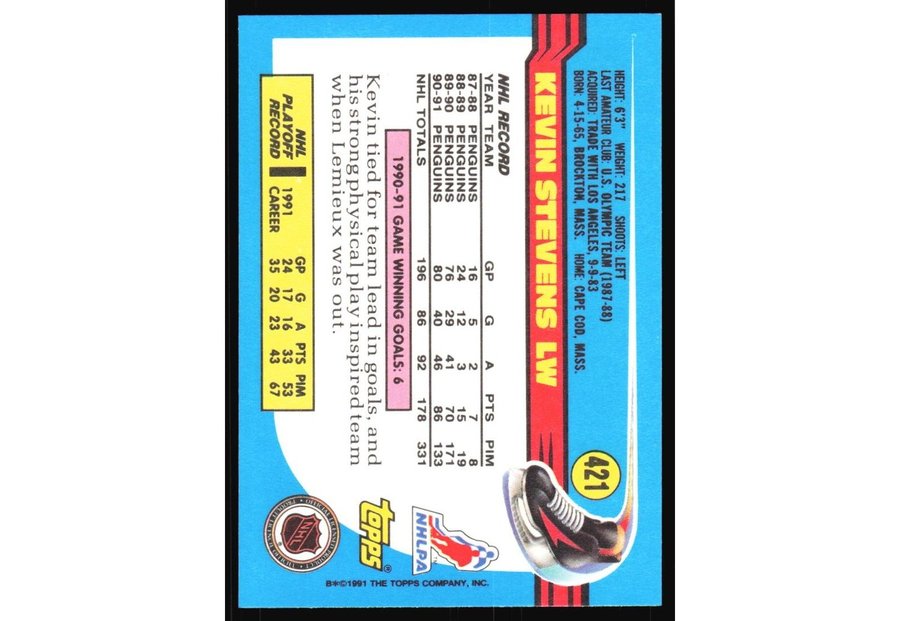 421
HEIGHT: 6'3" WEIGHT: 217 SHOOTS: LEFT
LAST AMATEUR CLUB: U.S. OLYMPIC TEAM (1987-88)
ACQUIRED: TRADE WITH LOS ANGELES, 9-9-83
BORN: 4-15-65, BROCKTON, MASS. HOME: CAPE COD, MASS.
KEVIN STEVENS LW
NHL RECORD
YEAR TEAM GP G A PTS PIM
87-88 PENGUINS 16 5 2 7 8
88-89 PENGUINS 24 12 3 15 19
89-90 PENGUINS 76 29 41 70 171
90-91 PENGUINS 80 40 46 86 133
NHL TOTALS 196 86 92 178 331
1990-91 GAME WINNING GOALS: 6
Kevin tied for team lead in goals, and
his strong physical play inspired team
when Lemieux was out.
NHL
PLAYOFF
RECORD
GP G A PTS PIM
1991 24 17 16 33 53
CAREER 35 20 23 43 67
NHLPA
TOPPS ®
NHL
B*©1991 THE TOPPS COMPANY, INC.